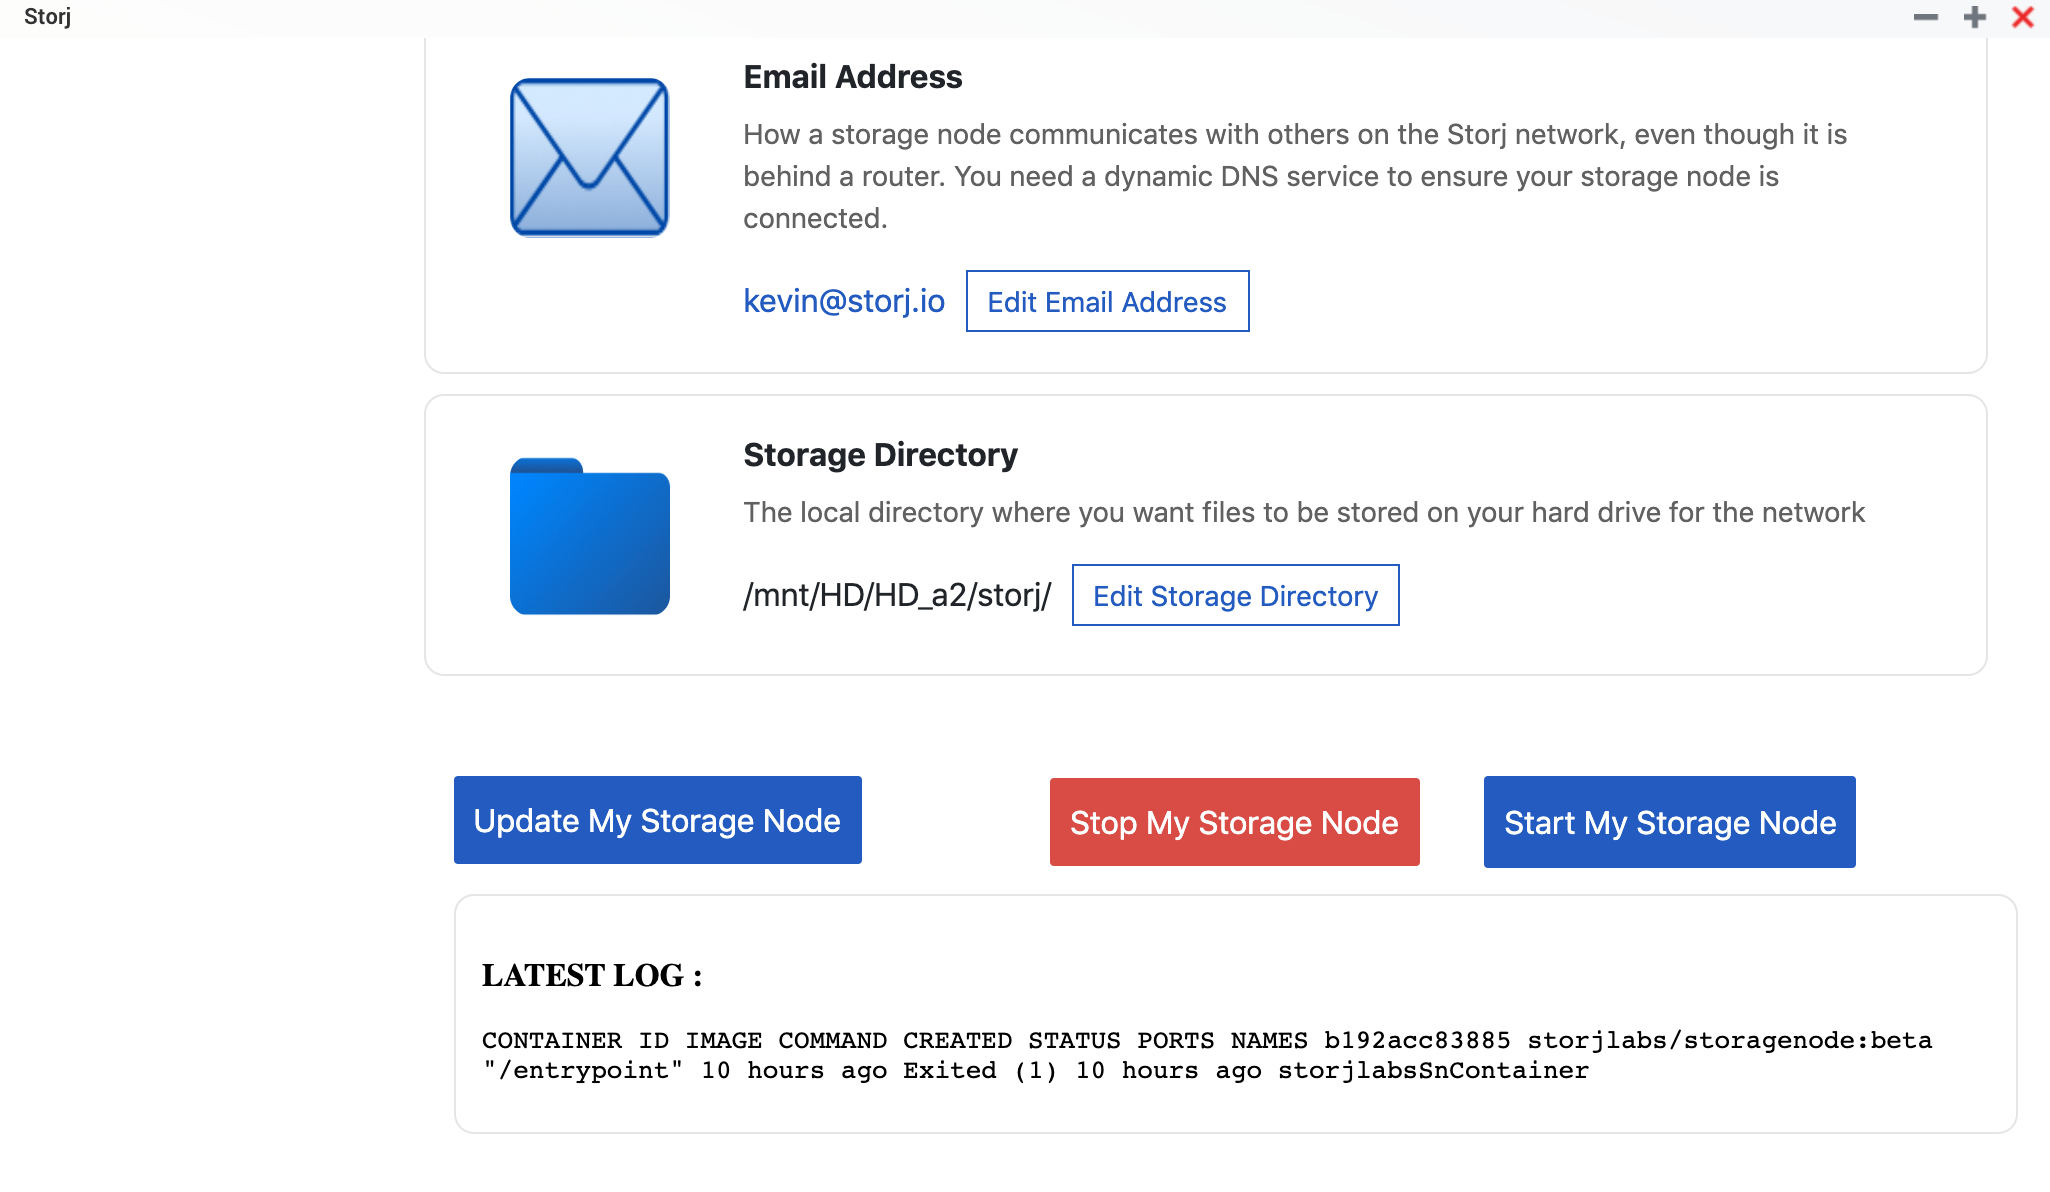 Storj
Email Address
How a storage node communicates with others on the Storj network, even though it is
behind a router. You need a dynamic DNS service to ensure your storage node is
connected.
kevin@storj.io Edit Email Address
Storage Directory
The local directory where you want files to be stored on your hard drive for the network
/mnt/HD/HD_a2/storj/ Edit Storage Directory
Update My Storage Node Stop My Storage Node Start My Storage Node
LATEST LOG :
CONTAINER ID IMAGE COMMAND CREATED STATUS PORTS NAMES b192acc83885 storjlabs/storagenode:beta
"/entrypoint" 10 hours ago Exited (1) 10 hours ago storjlabsSnContainer